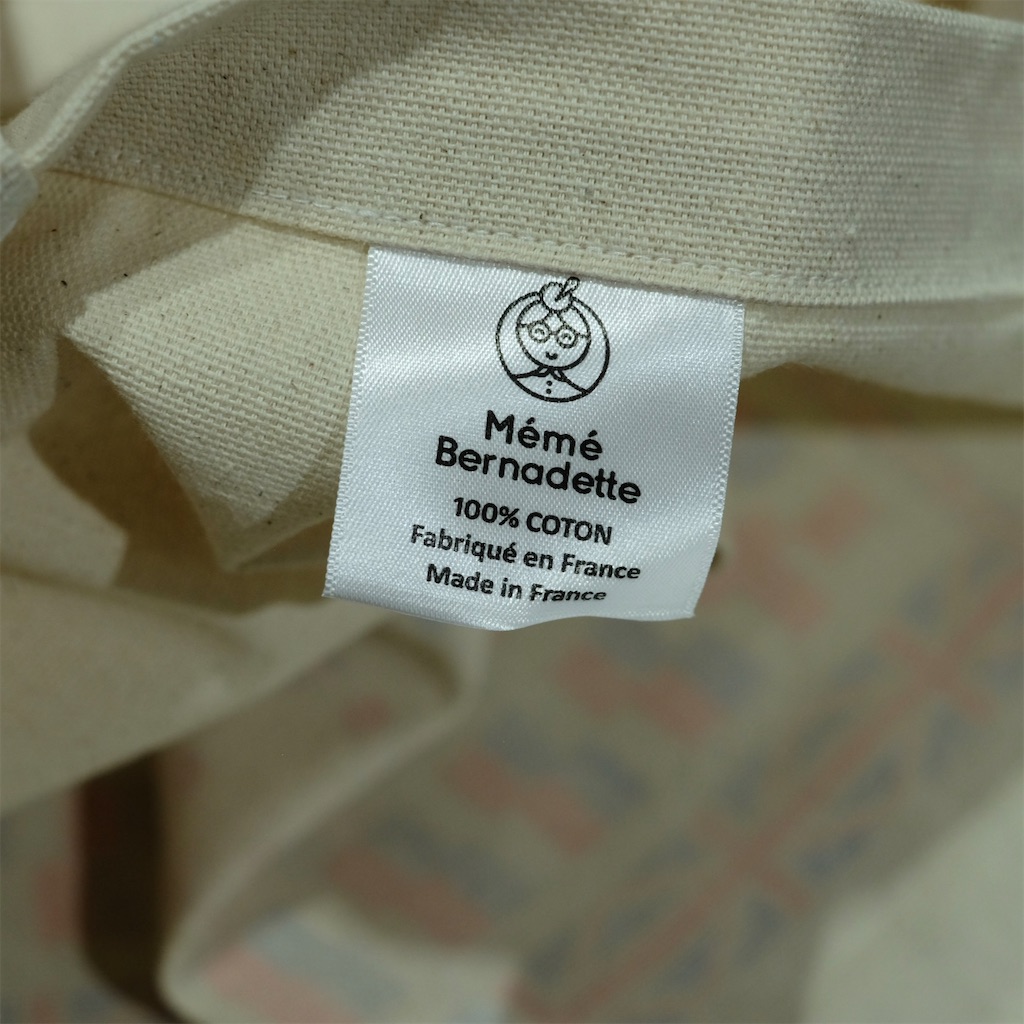 Mémé
Bernadette
100% COTON
Fabriqué en France
Made in France